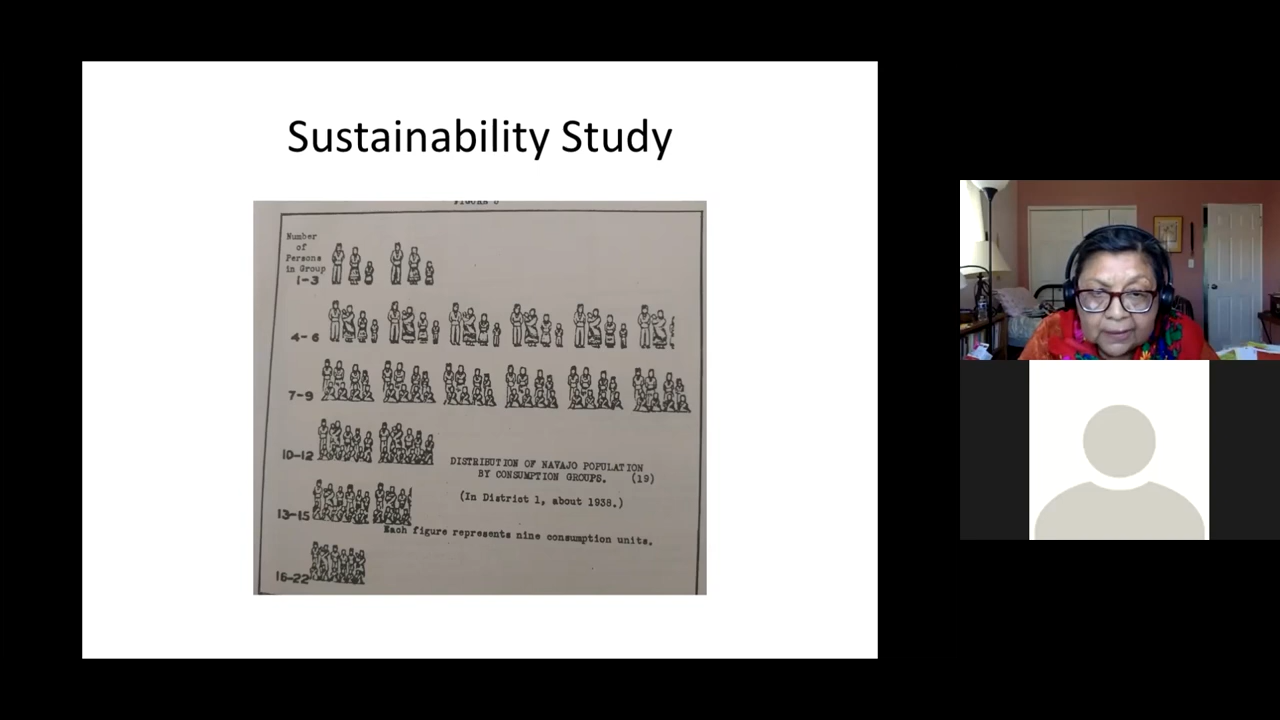 Sustainability Study
FIGURE
Number
of
Persons
in Group
1-3
4-6
7-9
10-12
13-15
16-22
DISTRIBUTION OF NAVAJO POPULATION
BY CONSUMPTION GROUPS. (19)
(In District 1, about 1938.)
Each figure represents nine consumption units.